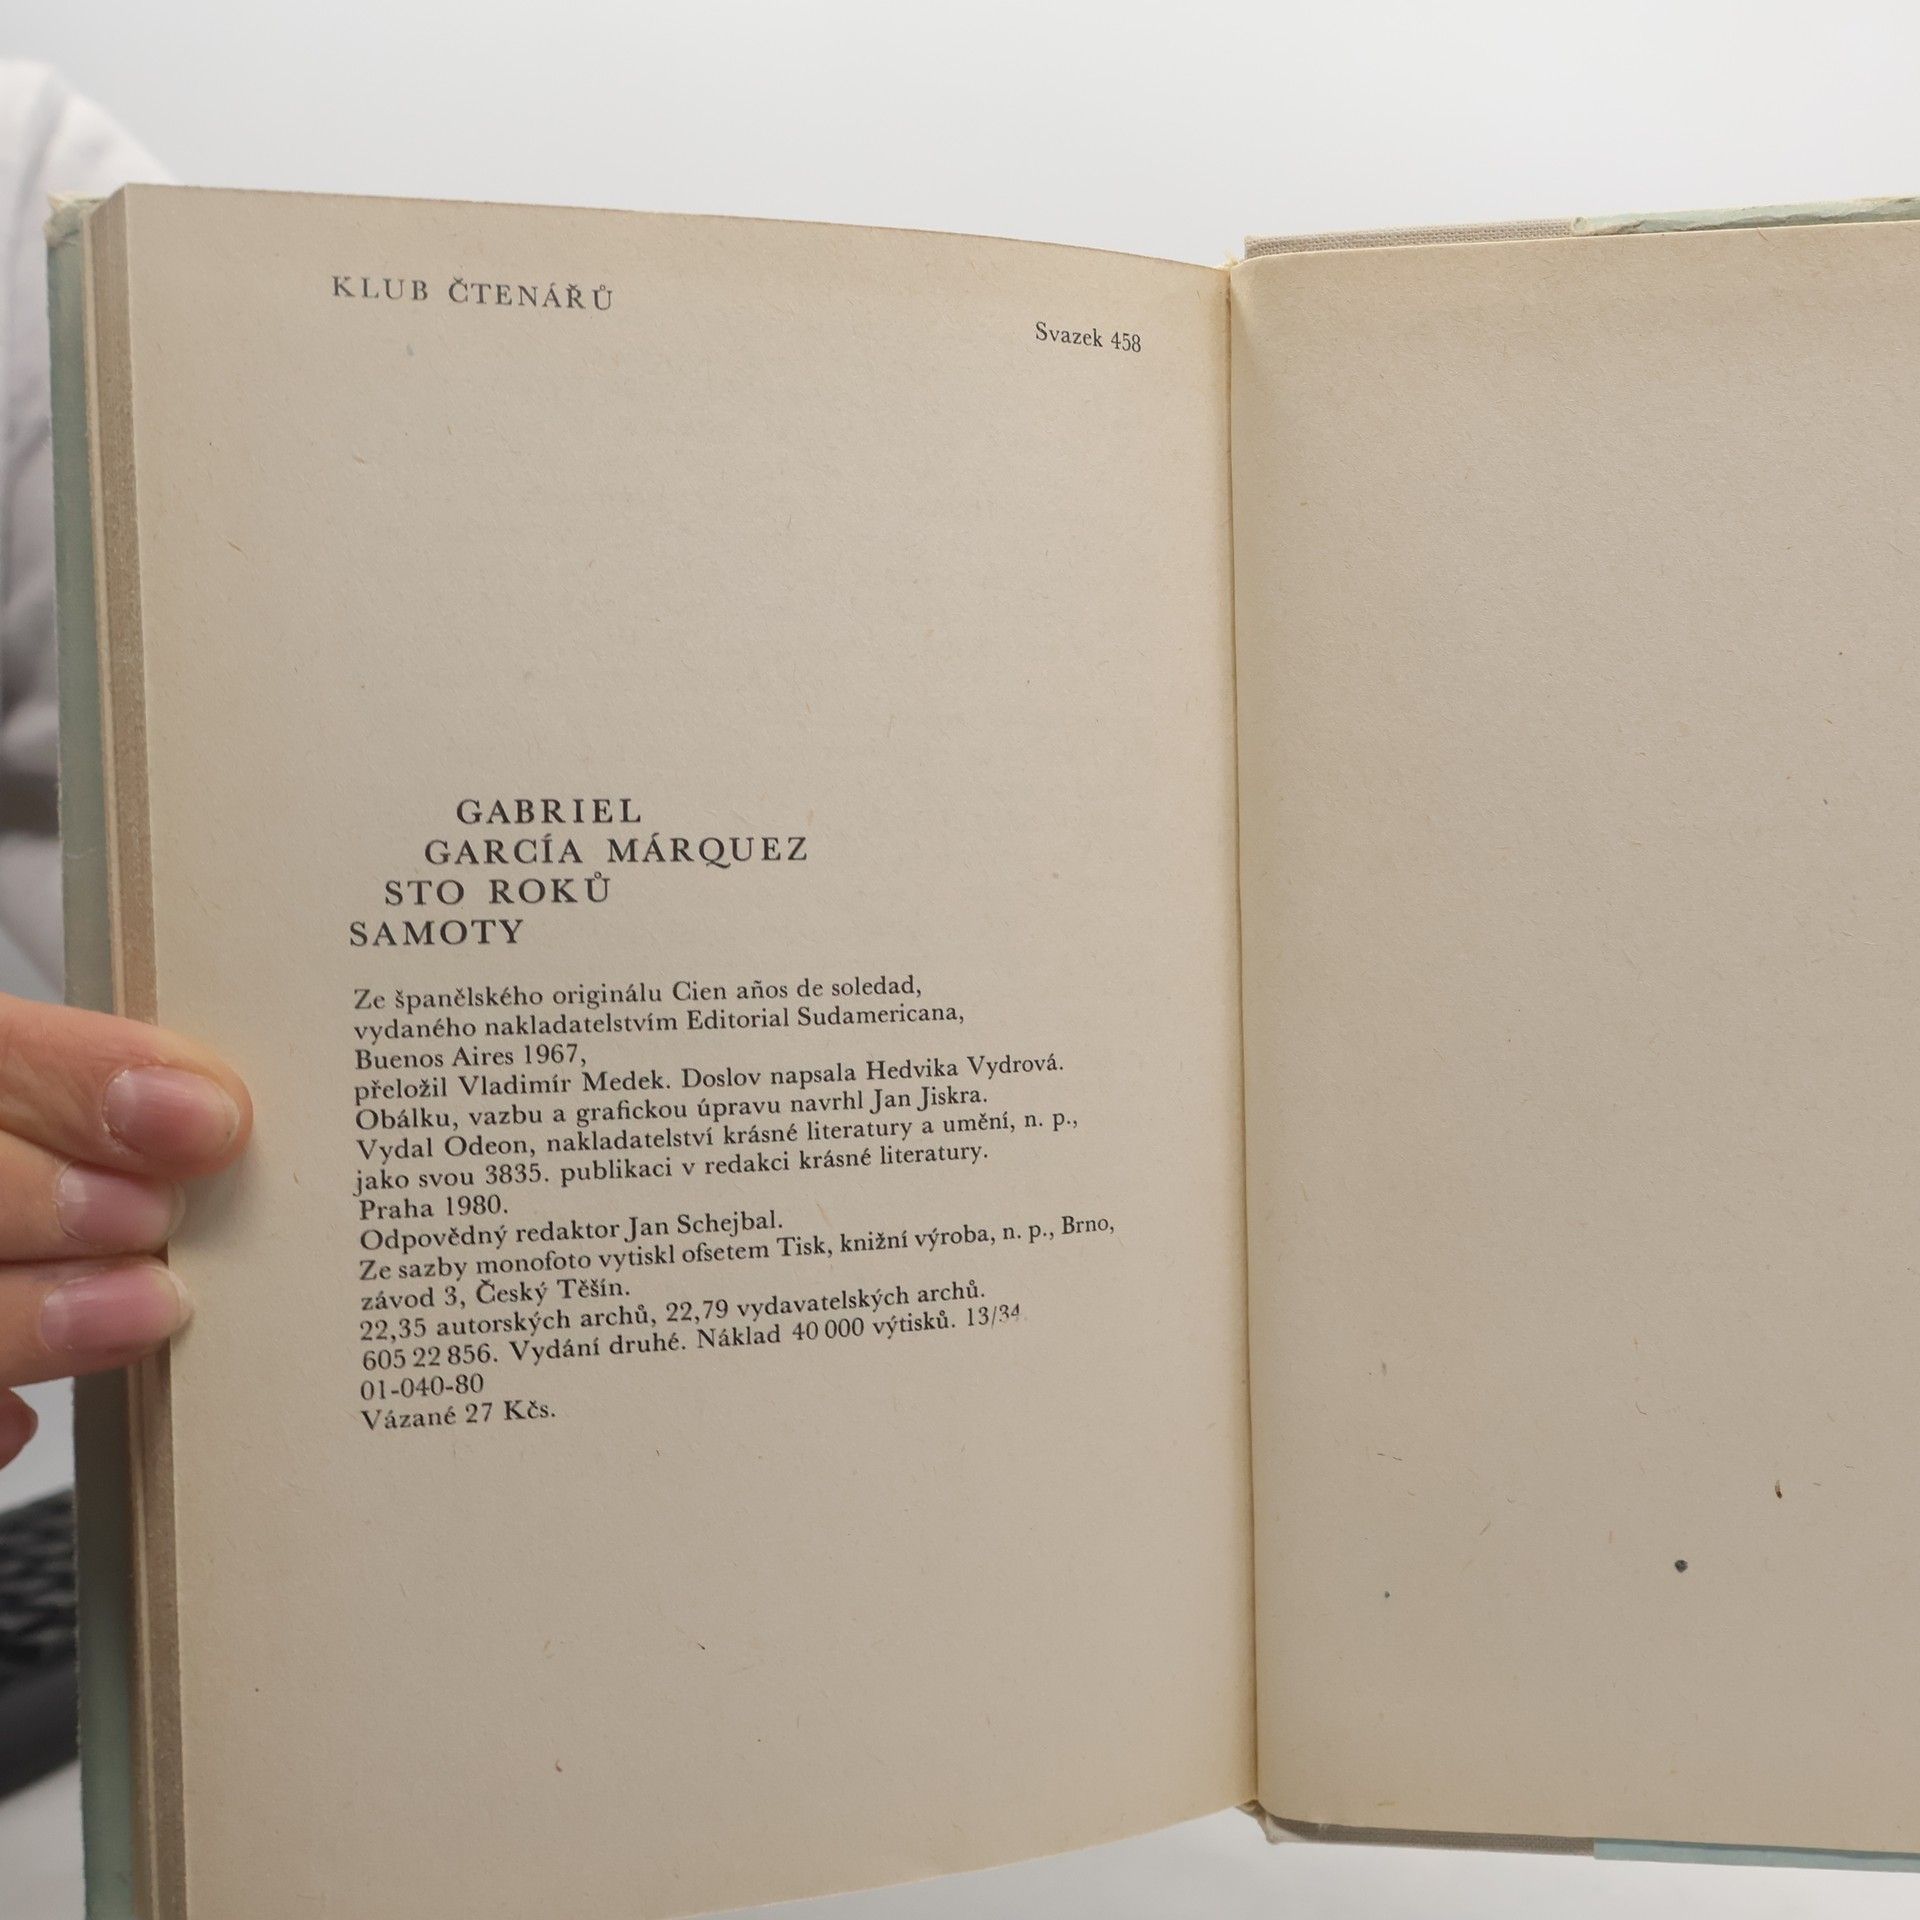 KLUB ČTENÁŘŮ
Svazek 458
GABRIEL
GARCÍA MÁRQUEZ
STO ROKŮ
SAMOTY
Ze španělského originálu Cien años de soledad,
vydaného nakladatelstvím Editorial Sudamericana,
Buenos Aires 1967,
přeložil Vladimír Medek. Doslov napsala Hedvika Vydrová.
Obálku, vazbu a grafickou úpravu navrhl Jan Jiskra.
Vydal Odeon, nakladatelství krásné literatury a umění, n. p.,
jako svou 3835. publikaci v redakci krásné literatury.
Praha 1980.
Odpovědný redaktor Jan Schejbal.
Ze sazby monofoto vytiskl ofsetem Tisk, knižní výroba, n. p., Brno,
závod 3, Český Těšín.
22,35 autorských archů, 22,79 vydavatelských archů.
605 22 856. Vydání druhé. Náklad 40 000 výtisků. 13/34.
01-040-80
Vázané 27 Kčs.